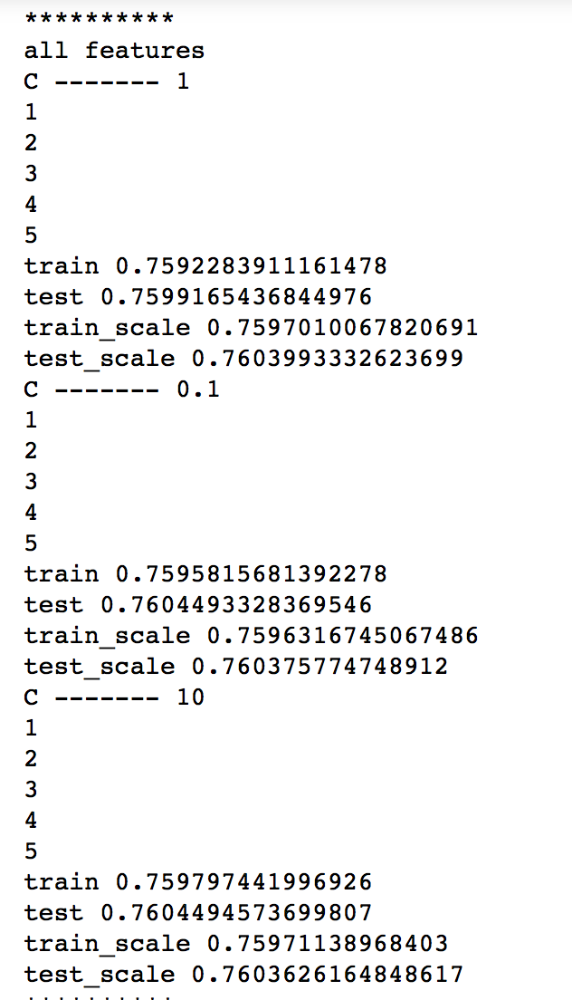 **********
all features
C ------- 1
1
2
3
4
5
train 0.7592283911161478
test 0.7599165436844976
train_scale 0.7597010067820691
test_scale 0.7603993332623699
C ------- 0.1
1
2
3
4
5
train 0.7595815681392278
test 0.7604493328369546
train_scale 0.7596316745067486
test_scale 0.760375774748912
C ------- 10
1
2
3
4
5
train 0.759797441996926
test 0.7604494573699807
train_scale 0.75971138968403
test_scale 0.7603626164848617